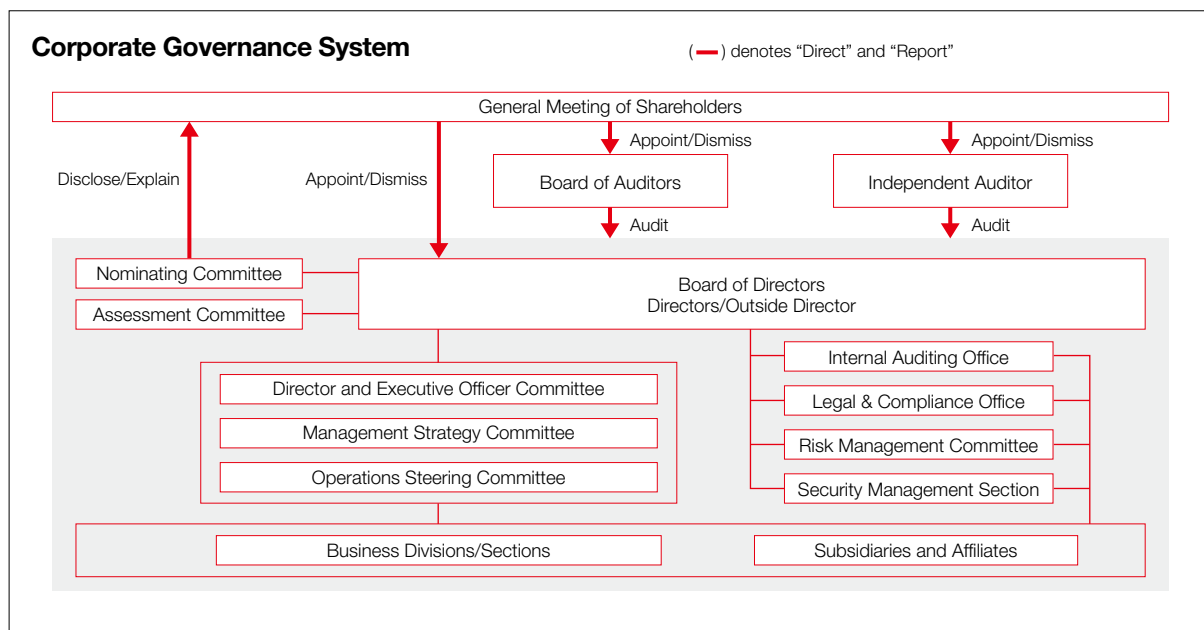 Corporate Governance System
(—) denotes “Direct” and “Report”
General Meeting of Shareholders
Disclose/Explain
Appoint/Dismiss
Appoint/Dismiss
Appoint/Dismiss
Board of Auditors
Independent Auditor
Audit
Audit
Nominating Committee
Assessment Committee
Board of Directors
Directors/Outside Director
Director and Executive Officer Committee
Management Strategy Committee
Operations Steering Committee
Internal Auditing Office
Legal & Compliance Office
Risk Management Committee
Security Management Section
Business Divisions/Sections
Subsidiaries and Affiliates